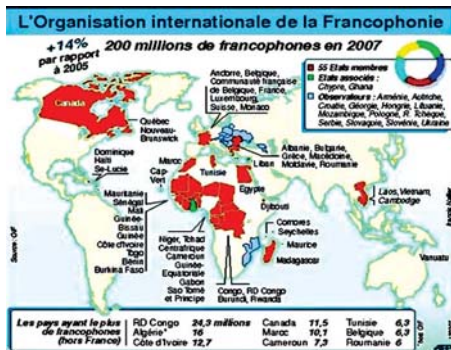 L'Organisation internationale de la Francophonie
+14%
par rapport
à 2005
200 millions de francophones en 2007
55 Etats membres
Etats associés :
Chypre, Ghana
Observateurs : Arménie, Autriche,
Croatie, Géorgie, Hongrie, Lituanie,
Mozambique, Pologne, R. Tchèque,
Serbie, Slovaquie, Slovénie, Ukraine
Andorre, Belgique,
Communauté française
de Belgique, France,
Luxembourg,
Suisse, Monaco
Canada
Québec
Nouveau-
Brunswick
Albanie, Bulgarie,
Grèce, Macédoine,
Moldavie, Roumanie
Dominique
Haïti
Ste-Lucie
Maroc
Tunisie
Liban
Cap-
Vert
Egypte
Laos, Vietnam,
Cambodge
Mauritanie
Sénégal
Mali
Guinée-
Bissau
Guinée
Côte d'Ivoire
Togo
Bénin
Burkina Faso
Djibouti
Comores
Seychelles
Maurice
Madagascar
Vanuatu
Niger, Tchad
Centrafrique
Cameroun
Guinée-
Equatoriale
Gabon
Sao Tomé
et Principe
Congo, RD Congo
Burundi, Rwanda
Source : OIF
Les pays ayant le plus
de francophones
(hors France)
RD Congo 24,3 millions
Algérie* 16
Côte d'Ivoire 12,7
Canada 11,5
Maroc 10,1
Cameroun 7,3
Tunisie 6,3
Belgique 6,3
Roumanie 6